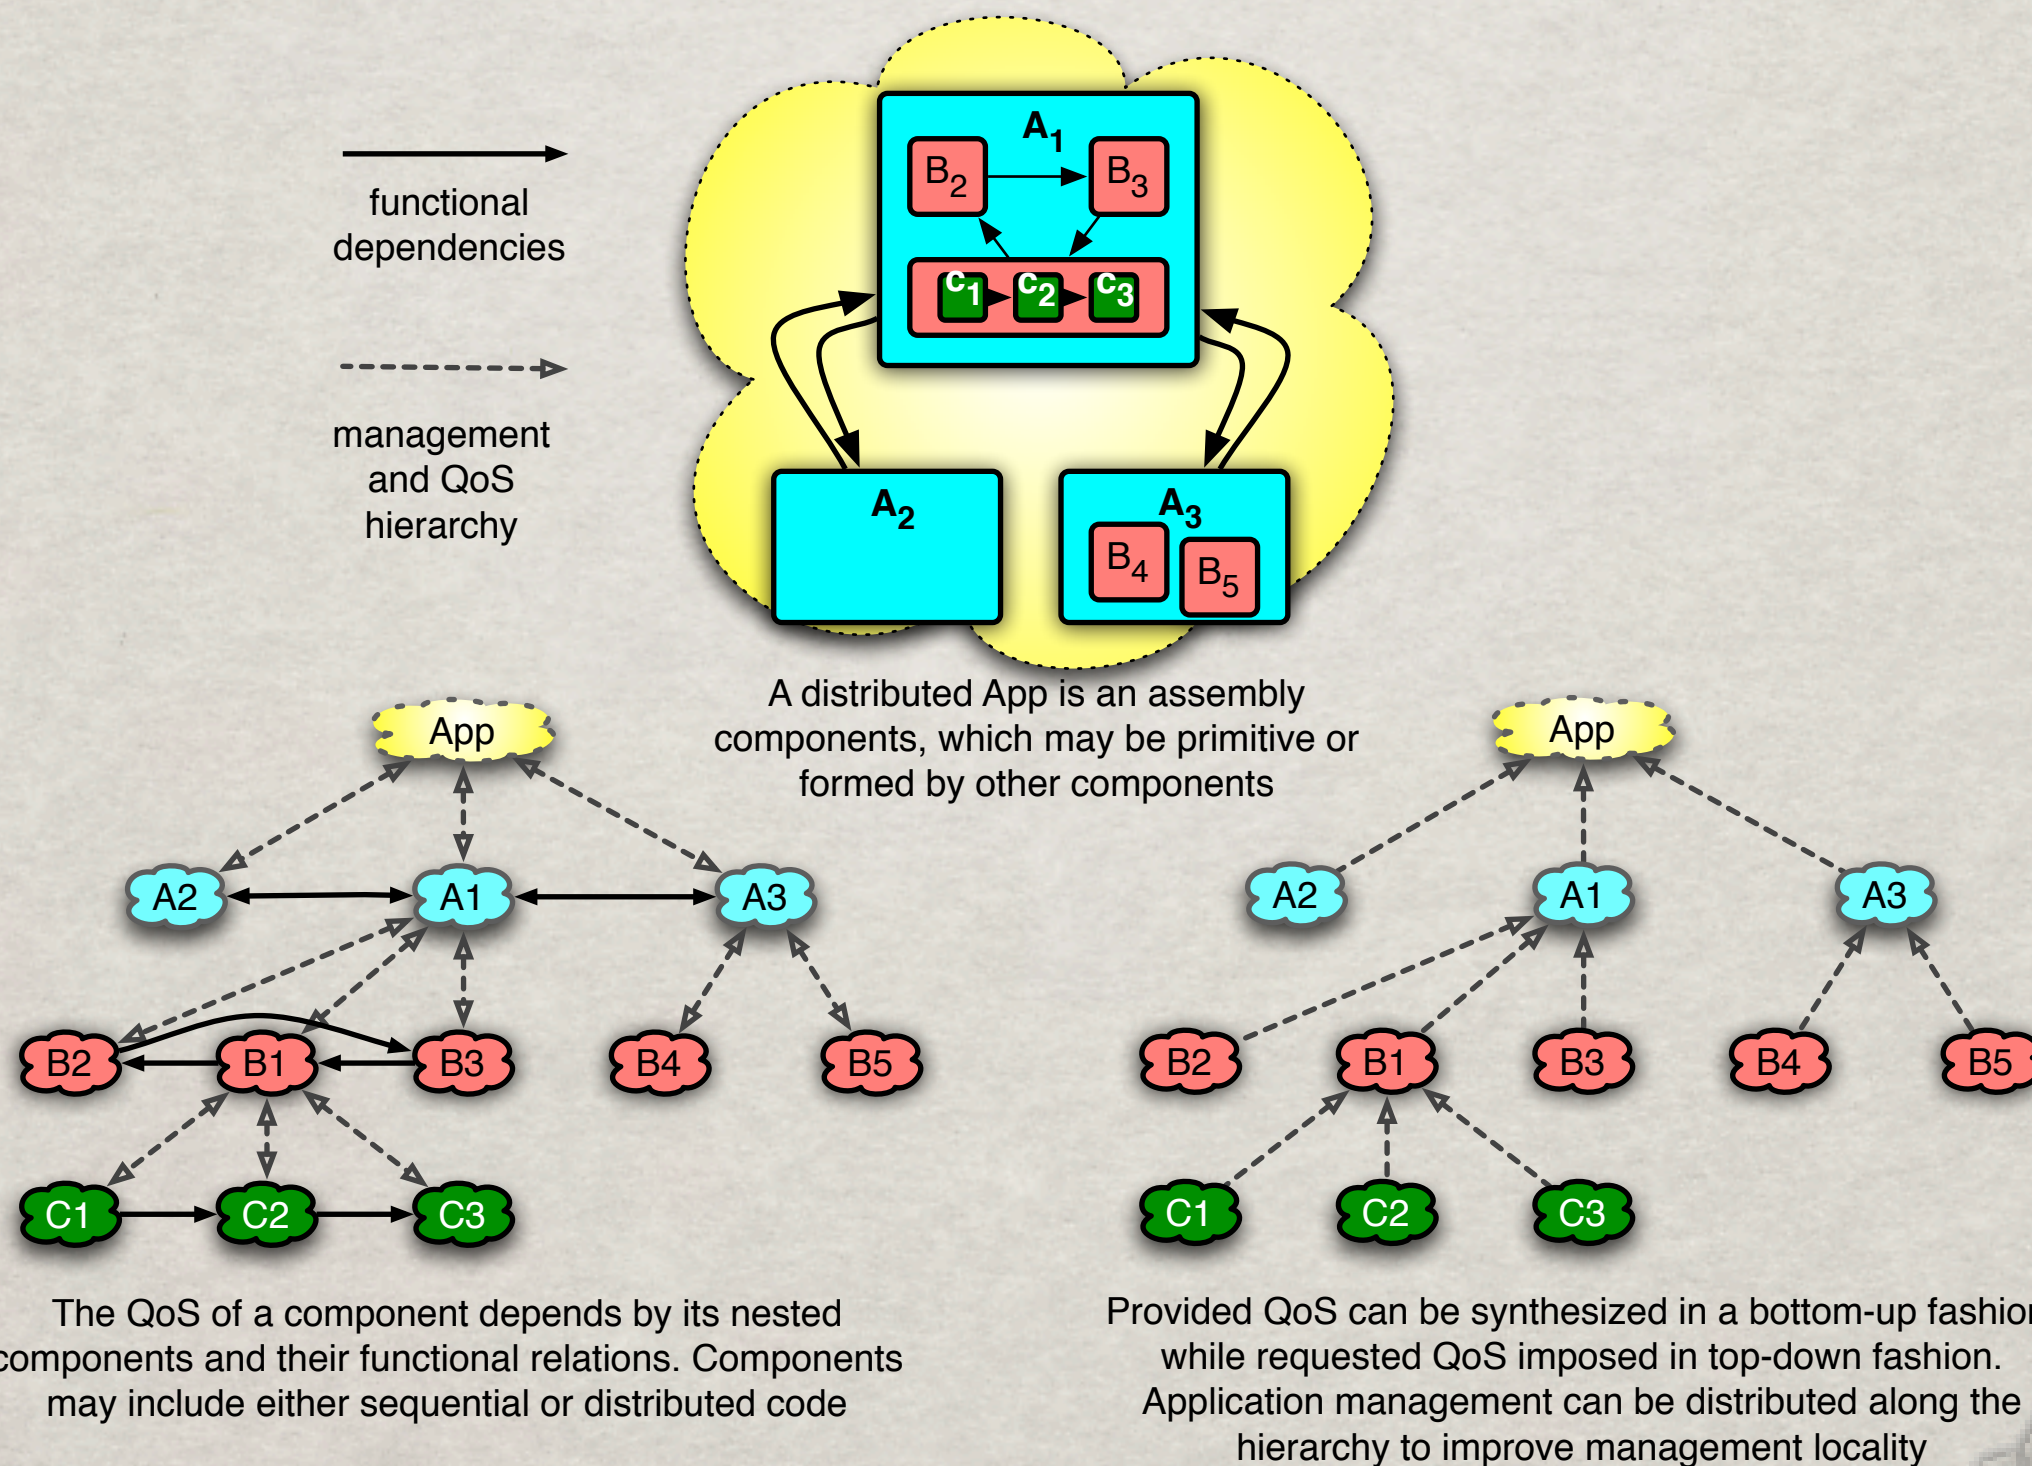 functional
dependencies
management
and QoS
hierarchy
A1
B2
B3
c1
c2
c3
A2
A3
B4
B5
A distributed App is an assembly
components, which may be primitive or
formed by other components
App
A2
A1
A3
B2
B1
B3
B4
B5
C1
C2
C3
The QoS of a component depends by its nested
components and their functional relations. Components
may include either sequential or distributed code
App
A2
A1
A3
B2
B1
B3
B4
B5
C1
C2
C3
Provided QoS can be synthesized in a bottom-up fashion
while requested QoS imposed in top-down fashion.
Application management can be distributed along the
hierarchy to improve management locality